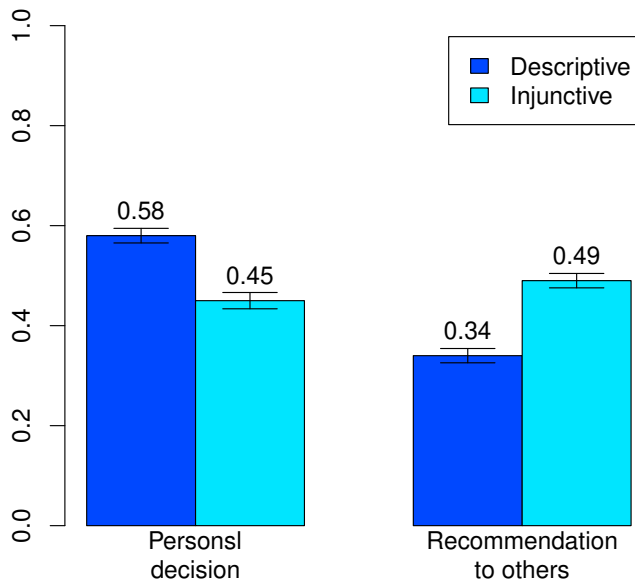 1.0
0.8
0.6
0.4
0.2
0.0
Descriptive
Injunctive
0.58
0.45
0.34
0.49
Personsl
decision
Recommendation
to others